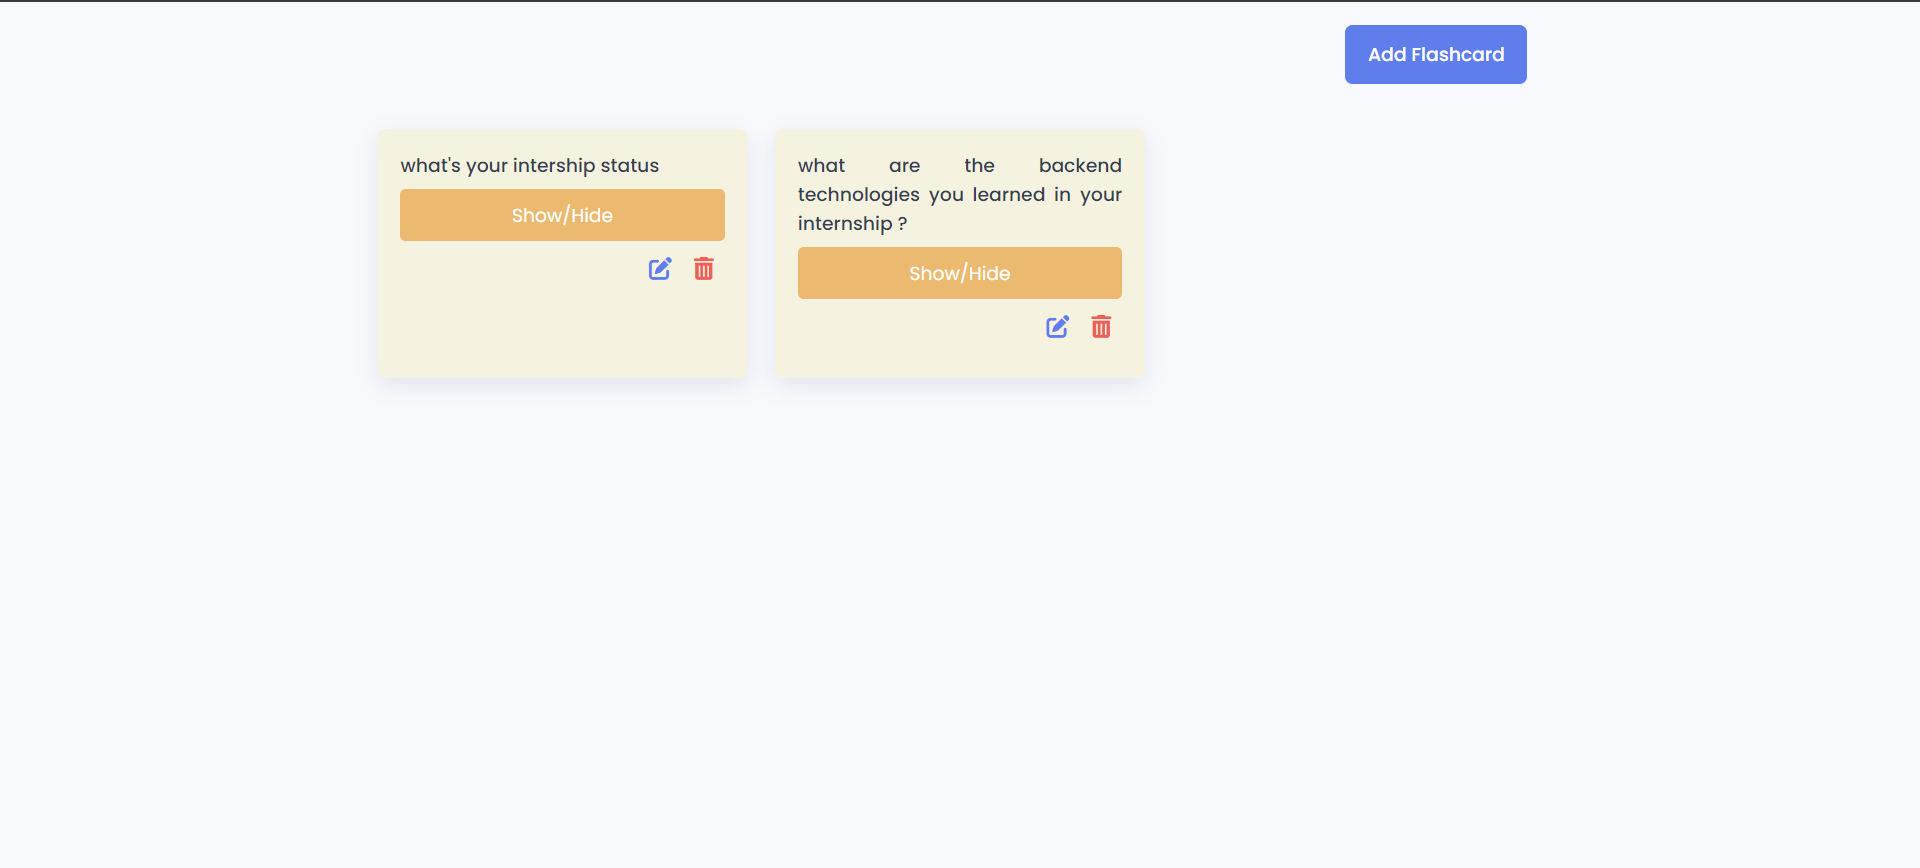 Add Flashcard
what's your intership status
Show/Hide
what are the backend
technologies you learned in your
internship ?
Show/Hide